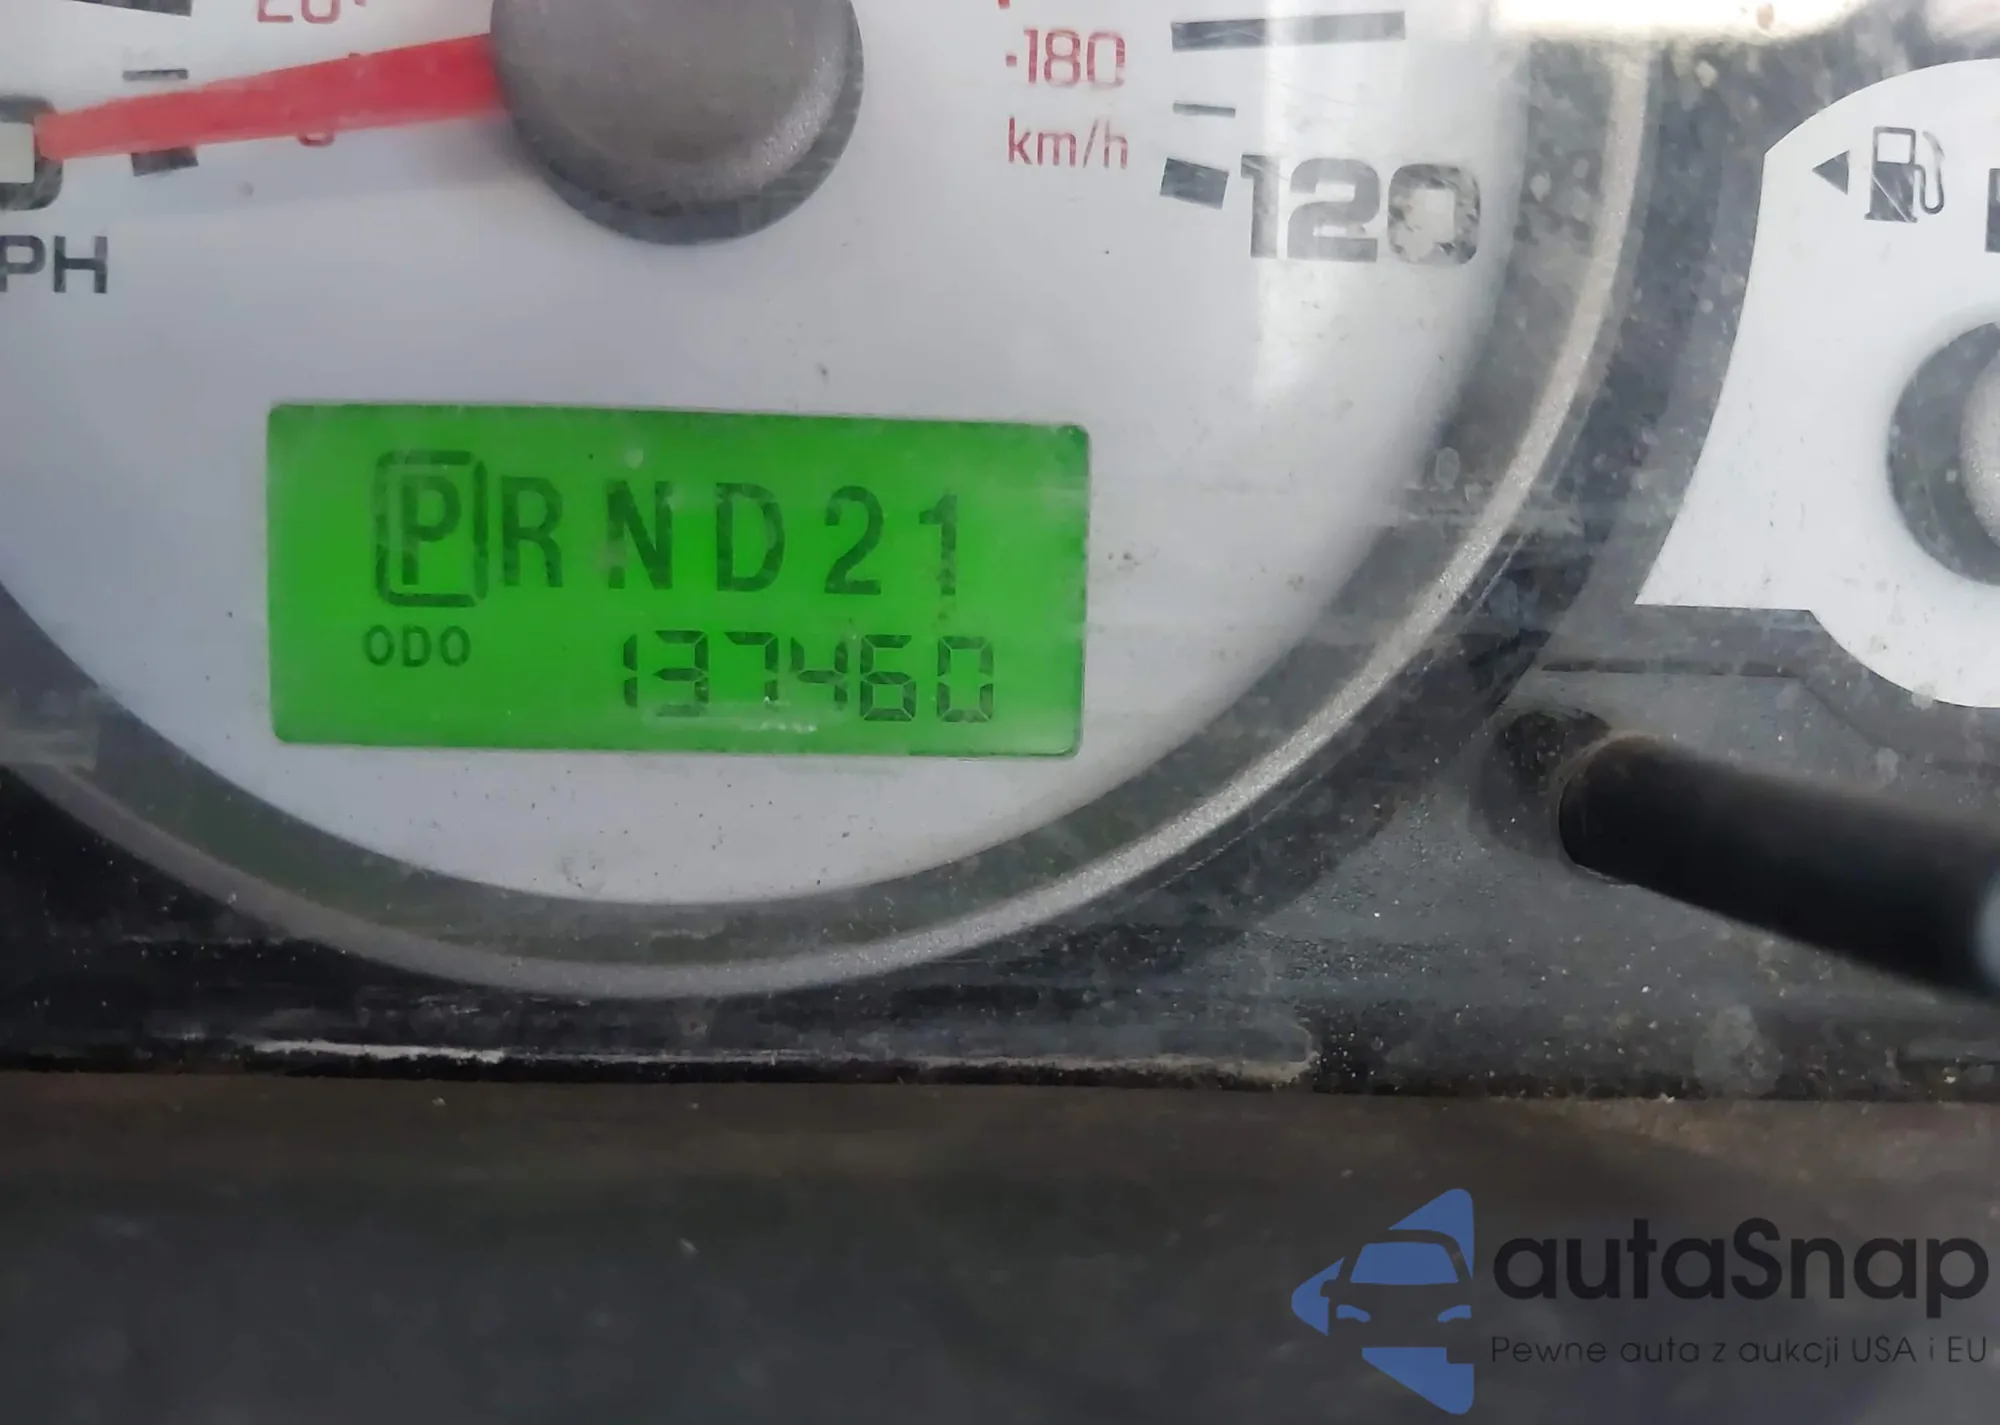 ·180
km/h
120
PH
PRND21
ODO 137460
autaSnap
Pewne auta z aukcji USA i EU